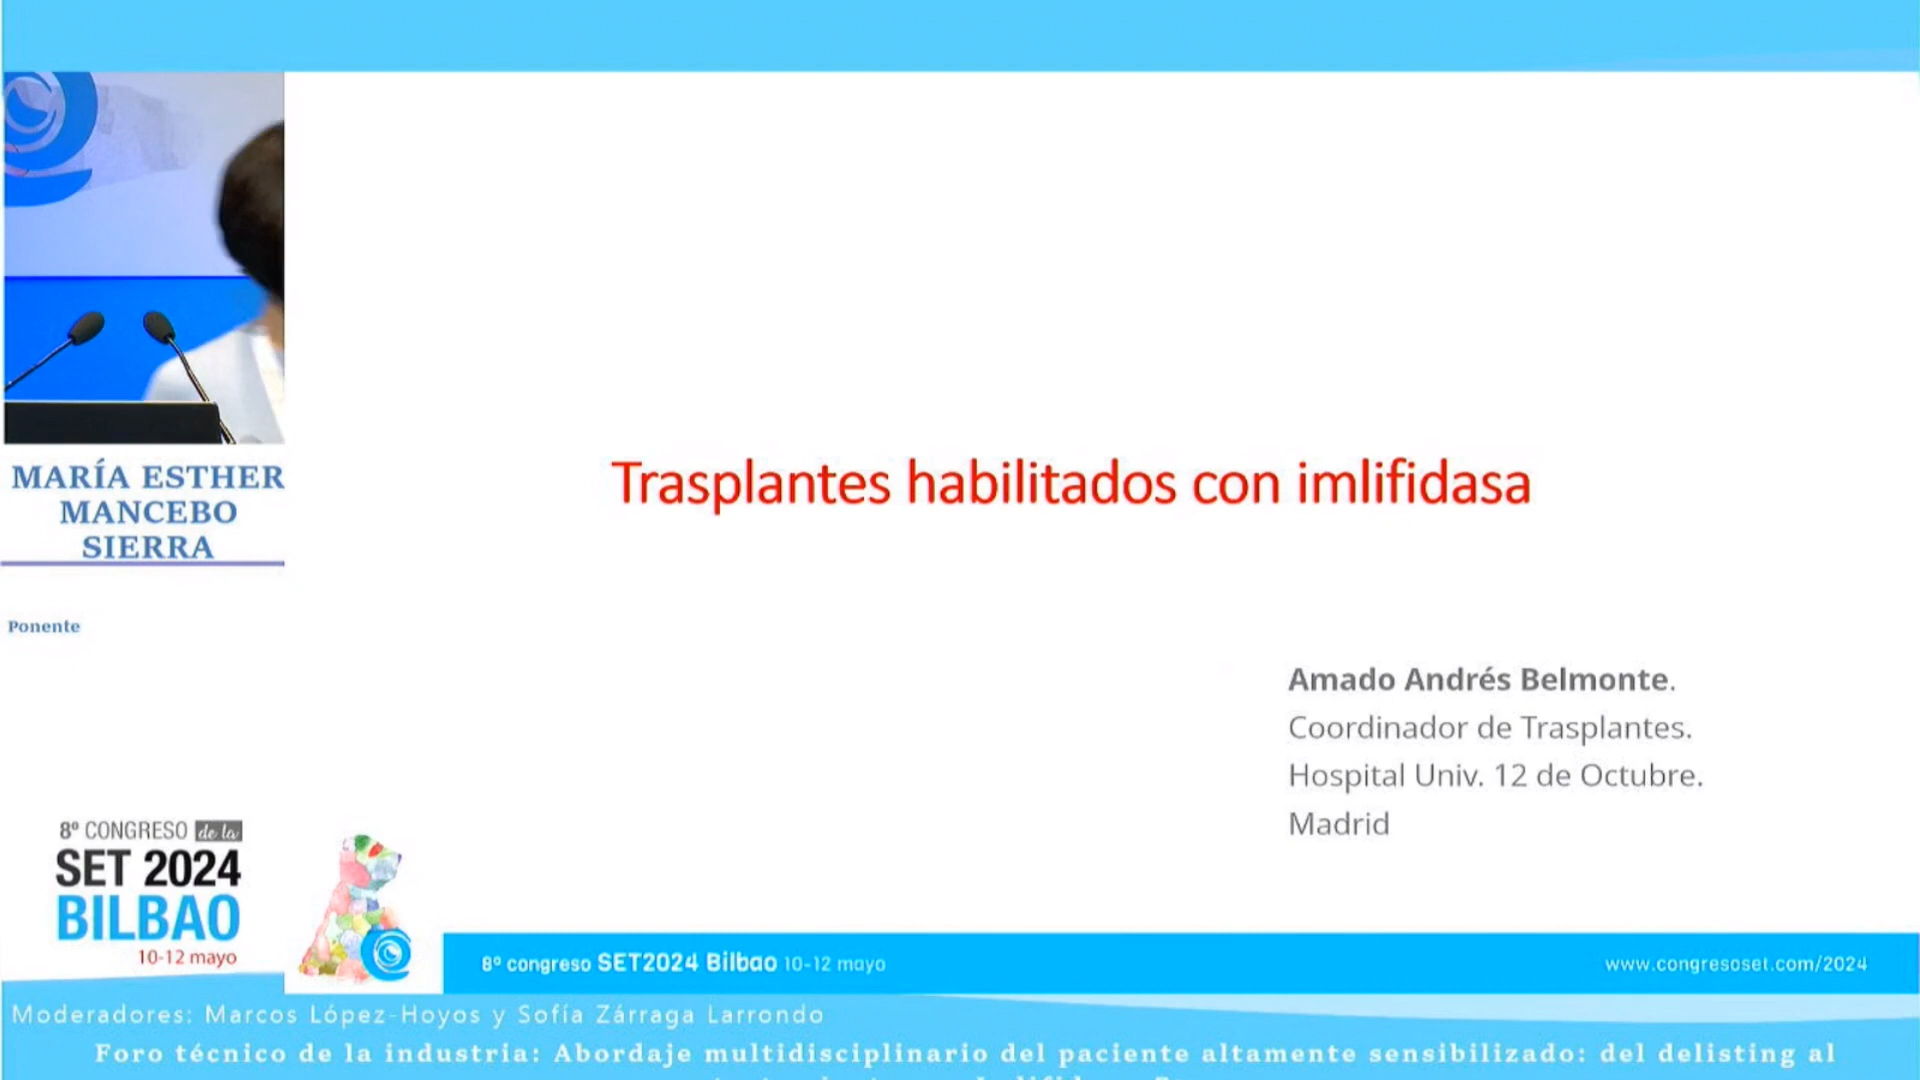 MARÍA ESTHER
MANCEBO
SIERRA
Ponente
Trasplantes habilitados con imlifidasa
Amado Andrés Belmonte.
Coordinador de Trasplantes.
Hospital Univ. 12 de Octubre.
Madrid
8º CONGRESO de la
SET 2024
BILBAO
10-12 mayo
8º congreso SET2024 Bilbao 10-12 mayo
www.congresoset.com/2024
Moderadores: Marcos López-Hoyos y Sofía Zárraga Larrondo
Foro técnico de la industria: Abordaje multidisciplinario del paciente altamente sensibilizado: del delisting al